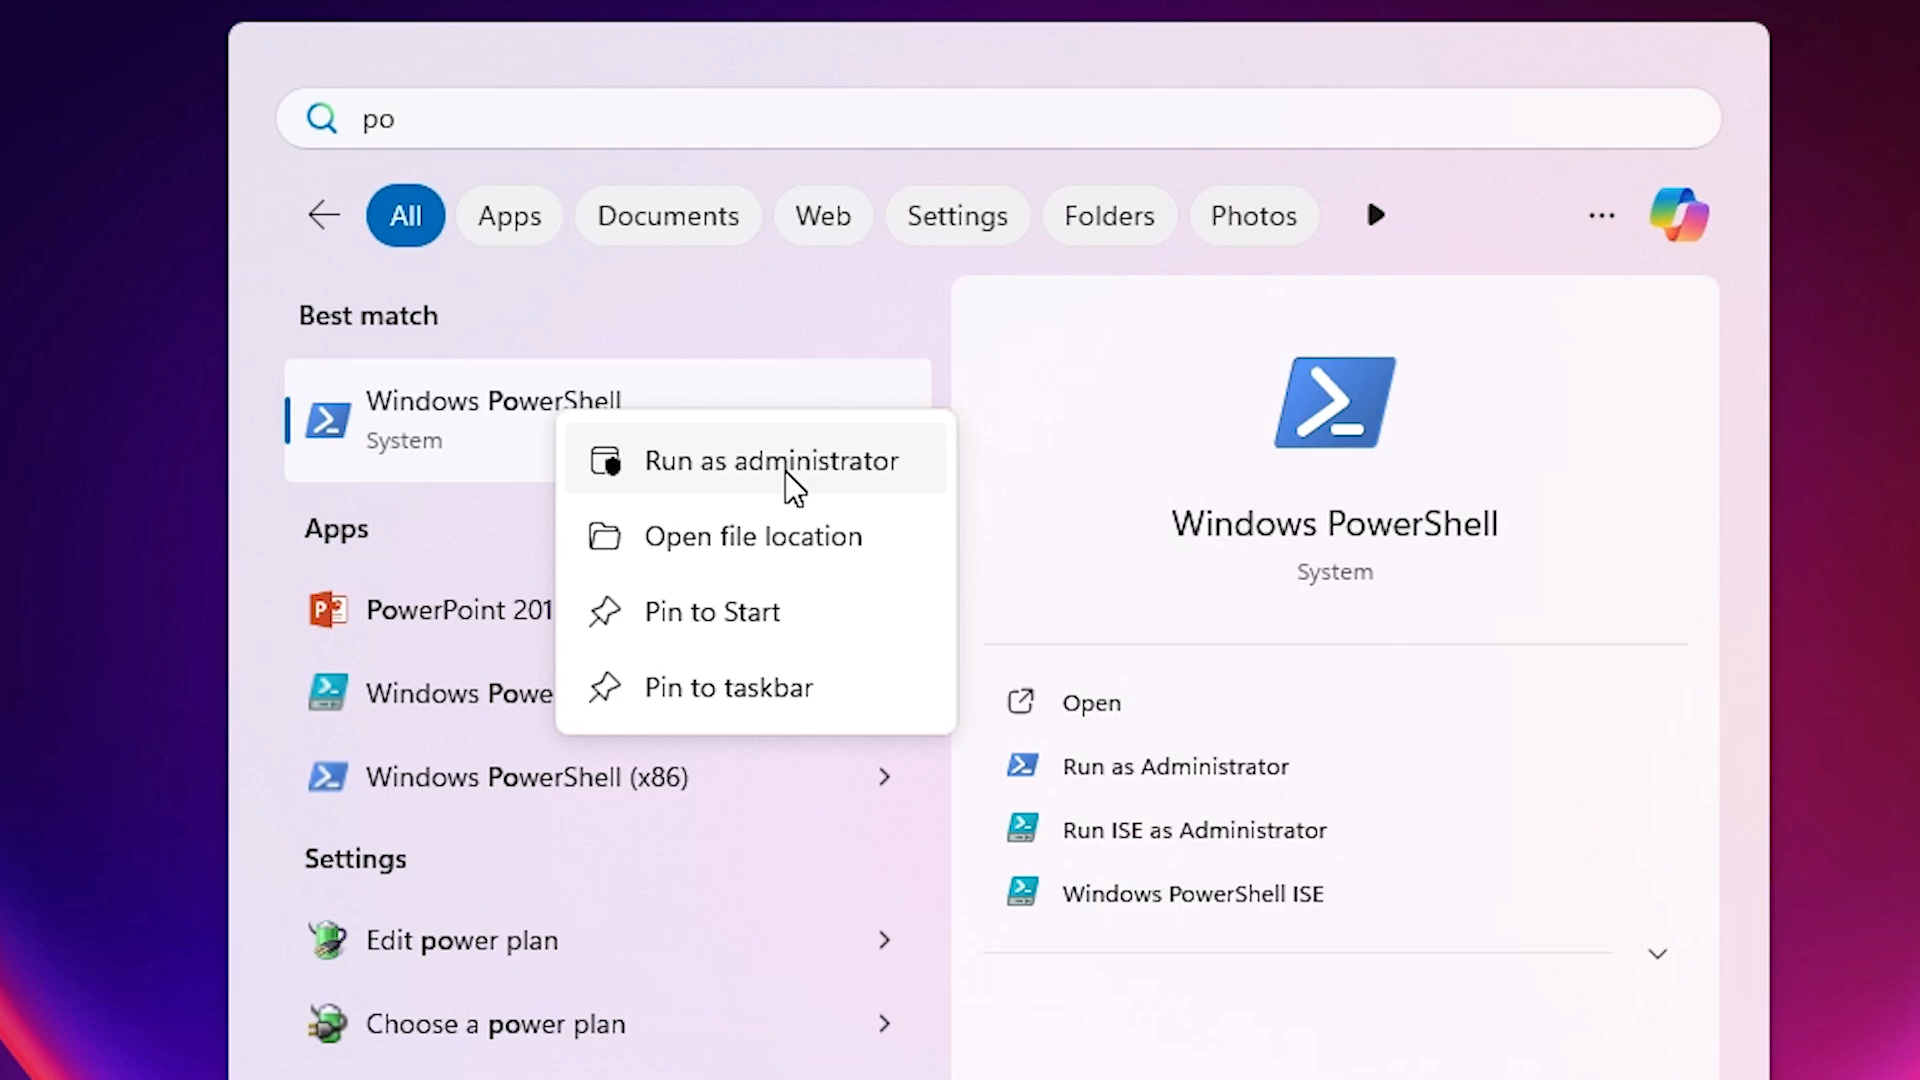 po
All
Apps
Documents
Web
Settings
Folders
Photos
Best match
Windows PowerShell
System
Run as administrator
Open file location
Pin to Start
Pin to taskbar
Apps
PowerPoint 201
Windows Powe
Windows PowerShell (x86)
Settings
Edit power plan
Choose a power plan
Windows PowerShell
System
Open
Run as Administrator
Run ISE as Administrator
Windows PowerShell ISE